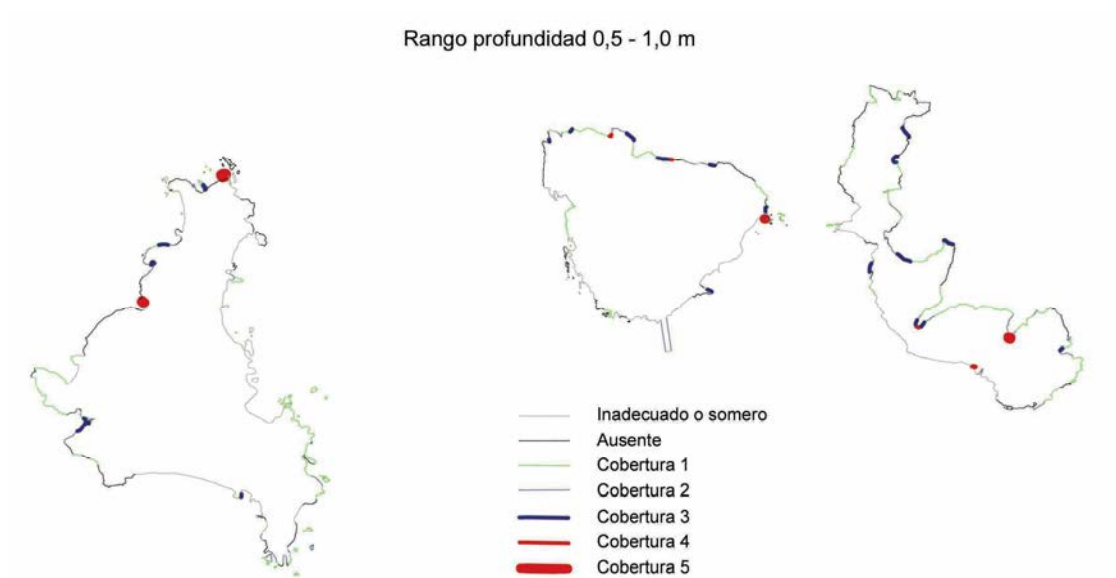 Rango profundidad 0,5 - 1,0 m
Inadecuado o somero
Ausente
Cobertura 1
Cobertura 2
Cobertura 3
Cobertura 4
Cobertura 5